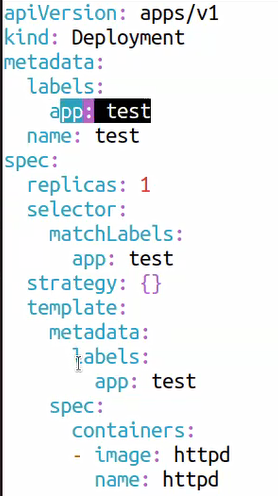 apiVersion: apps/v1
kind: Deployment
metadata:
  labels:
    app: test
  name: test
spec:
  replicas: 1
  selector:
    matchLabels:
      app: test
  strategy: {}
  template:
    metadata:
      labels:
        app: test
    spec:
      containers:
      - image: httpd
        name: httpd